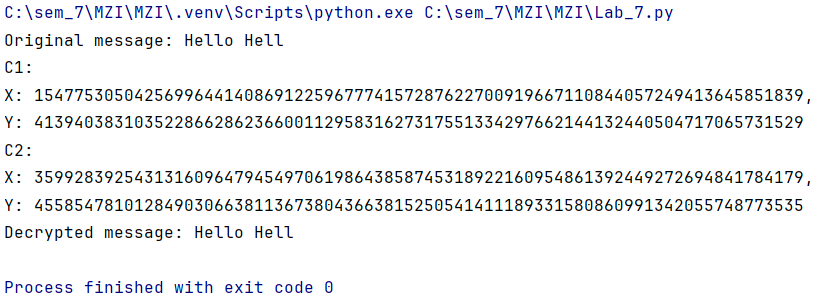 C:\sem_7\MZI\MZI\.venv\Scripts\python.exe C:\sem_7\MZI\MZI\Lab_7.py
Original message: Hello Hell
C1:
X: 15477530504256996441408691225967774157287622700919667110844057249413645851839,
Y: 41394038310352286628623660011295831627317551334297662144132440504717065731529
C2:
X: 35992839254313160964794549706198643858745318922160954861392449272694841784179,
Y: 45585478101284903066381136738043663815250541411189331580860991342055748773535
Decrypted message: Hello Hell
Process finished with exit code 0